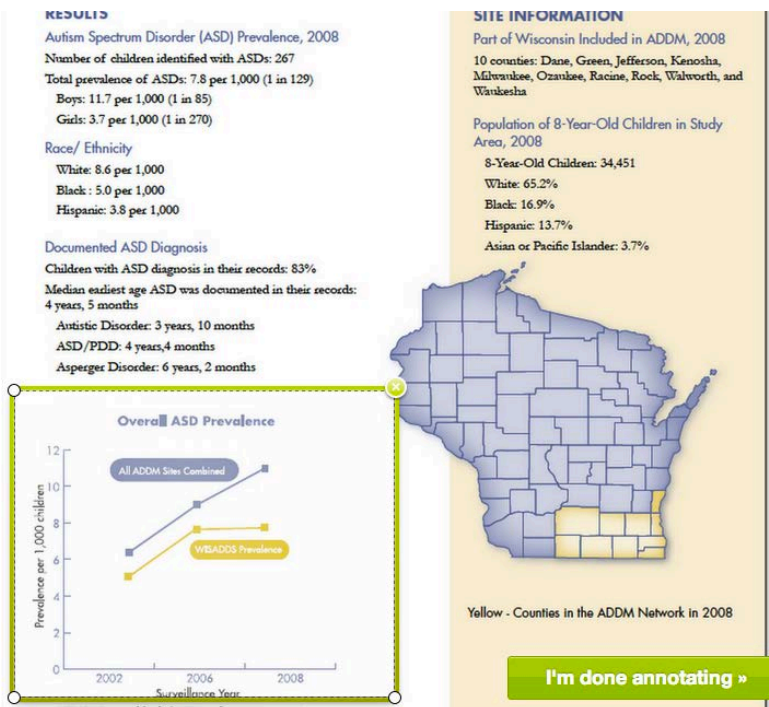 RESULTS
Autism Spectrum Disorder (ASD) Prevalence, 2008
Number of children identified with ASDs: 267
Total prevalence of ASDs: 7.8 per 1,000 (1 in 129)
Boys: 11.7 per 1,000 (1 in 85)
Girls: 3.7 per 1,000 (1 in 270)
Race/ Ethnicity
White: 8.6 per 1,000
Black : 5.0 per 1,000
Hispanic: 3.8 per 1,000
Documented ASD Diagnosis
Children with ASD diagnosis in their records: 83%
Median earliest age ASD was documented in their records:
4 years, 5 months
Autistic Disorder: 3 years, 10 months
ASD/PDD: 4 years,4 months
Asperger Disorder: 6 years, 2 months
Overall ASD Prevalence
12
10
8
6
4
2
0
Prevalence per 1,000 children
All ADDM Sites Combined
WISADDS Prevalence
2002
2006
2008
Surveillance Year
SITE INFORMATION
Part of Wisconsin Included in ADDM, 2008
10 counties: Dane, Green, Jefferson, Kenosha,
Milwaukee, Ozaukee, Racine, Rock, Walworth, and
Waukesha
Population of 8-Year-Old Children in Study
Area, 2008
8-Year-Old Children: 34,451
White: 65.2%
Black: 16.9%
Hispanic: 13.7%
Asian or Pacific Islander: 3.7%
Yellow - Counties in the ADDM Network in 2008
I'm done annotating »